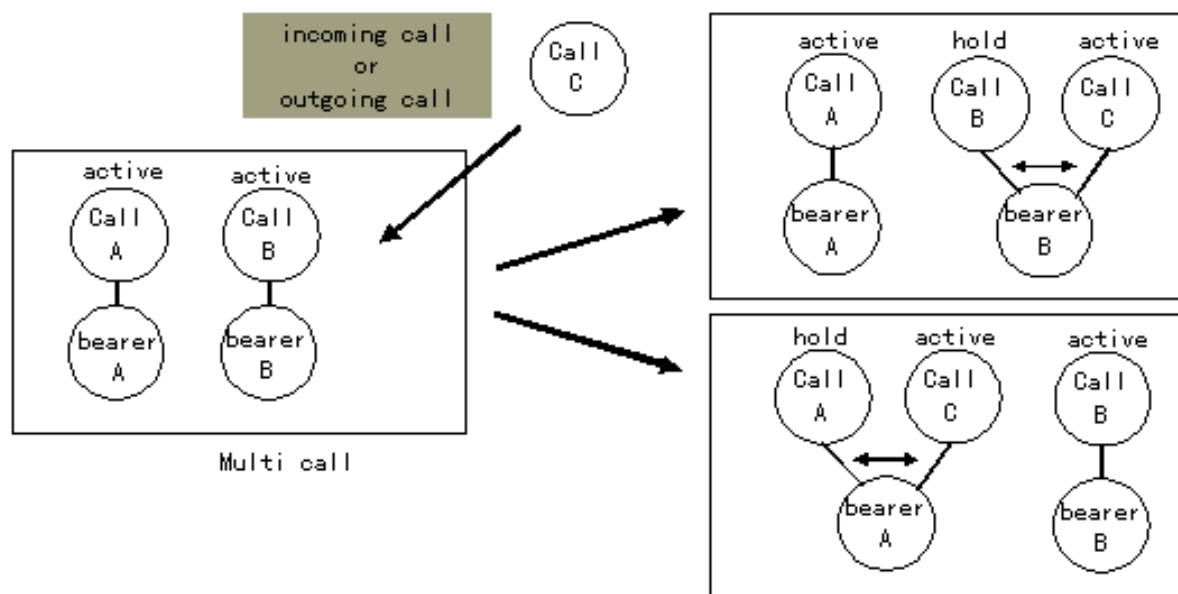 incoming call
or
outgoing call
Call
C
active
Call
A
bearer
A
active
Call
B
bearer
B
Multi call
active
Call
A
bearer
A
hold
Call
B
active
Call
C
bearer
B
hold
Call
A
active
Call
C
bearer
A
active
Call
B
bearer
B